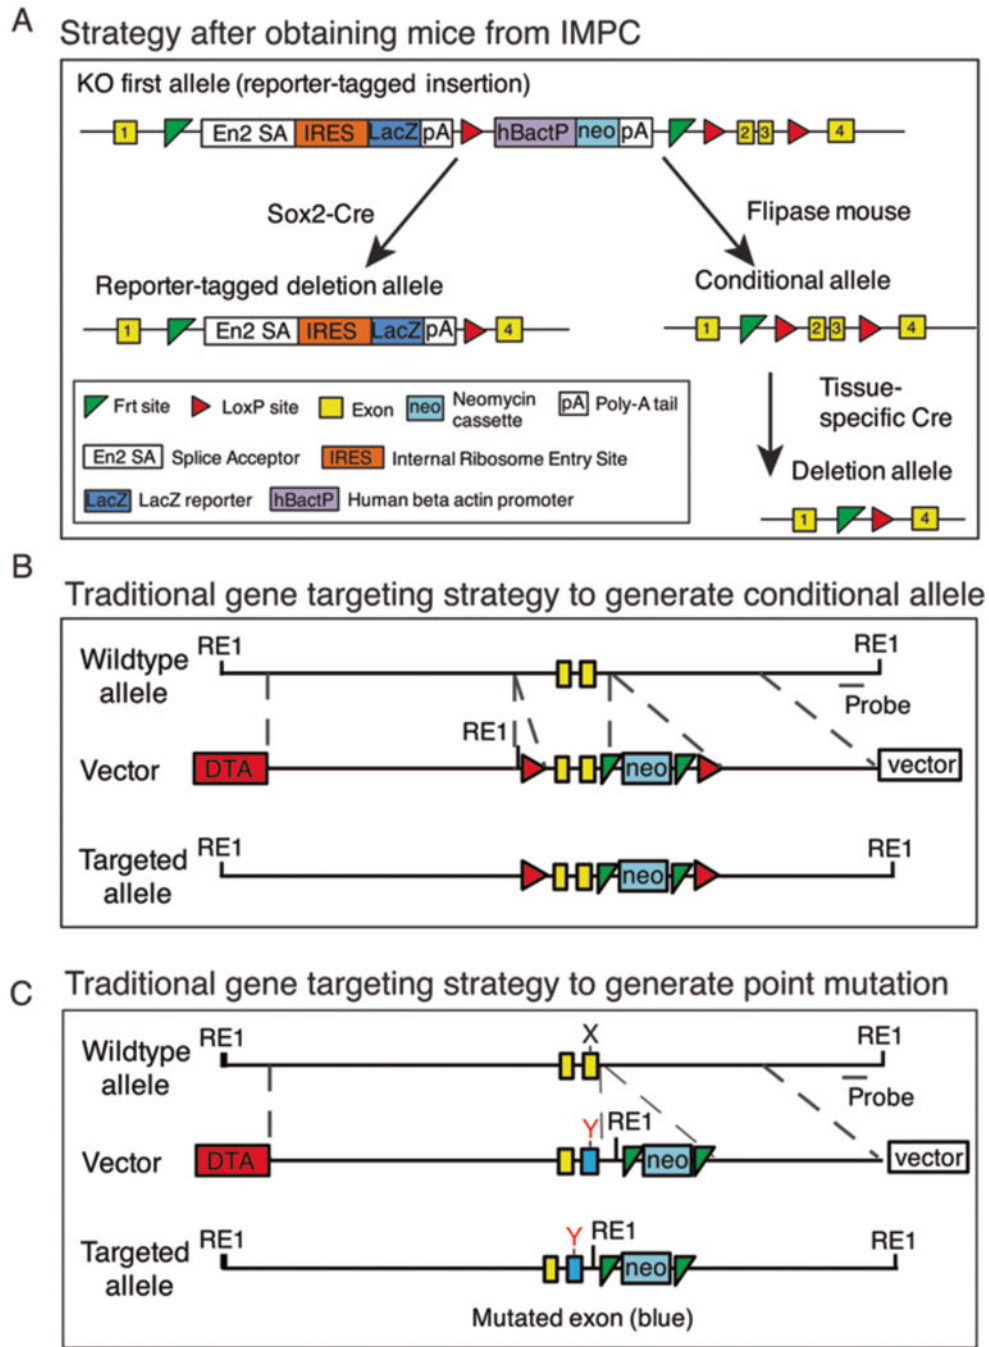 A
Strategy after obtaining mice from IMPC
KO first allele (reporter-tagged insertion)
1 En2 SA IRES LacZ pA hBactP neo pA 2 3 4
Sox2-Cre
Flipase mouse
Reporter-tagged deletion allele
Conditional allele
1 En2 SA IRES LacZ pA 4
1 2 3 4
Frt site
LoxP site
Exon
neo Neomycin
cassette
pA Poly-A tail
En2 SA Splice Acceptor
IRES Internal Ribosome Entry Site
LacZ LacZ reporter
hBactP Human beta actin promoter
Tissue-
specific Cre
Deletion allele
1 4
B
Traditional gene targeting strategy to generate conditional allele
Wildtype
allele
RE1
RE1
Probe
RE1
Vector
DTA
neo
vector
Targeted
allele
RE1
neo
RE1
C
Traditional gene targeting strategy to generate point mutation
Wildtype
allele
RE1
X
RE1
Probe
Y RE1
Vector
DTA
neo
vector
Targeted
allele
RE1
Y RE1
neo
RE1
Mutated exon (blue)